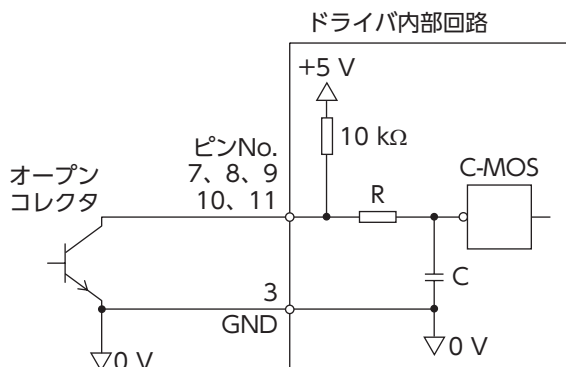 ドライバ内部回路
+5 V
10 kΩ
ピンNo.
7、8、9
10、11
オープン
コレクタ
R
C-MOS
C
3
GND
0 V
0 V